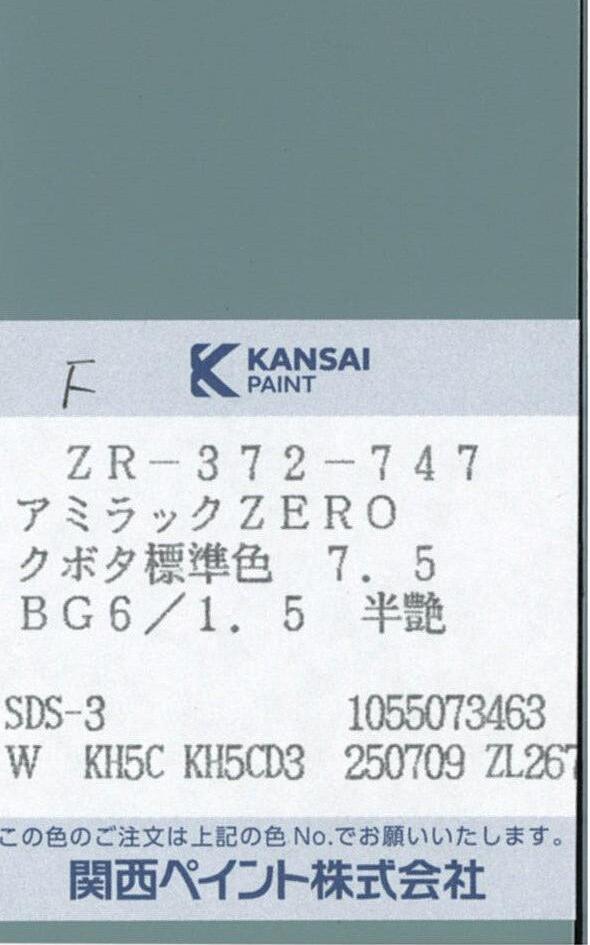 F
KANSAI
PAINT
ZR-372-747
アミラックZERO
クボタ標準色 7.5
BG6/1.5 半艶
SDS-3 1055073463
W KH5C KH5CD3 250709 ZL267
この色のご注文は上記の色No.でお願いいたします。
関西ペイント株式会社